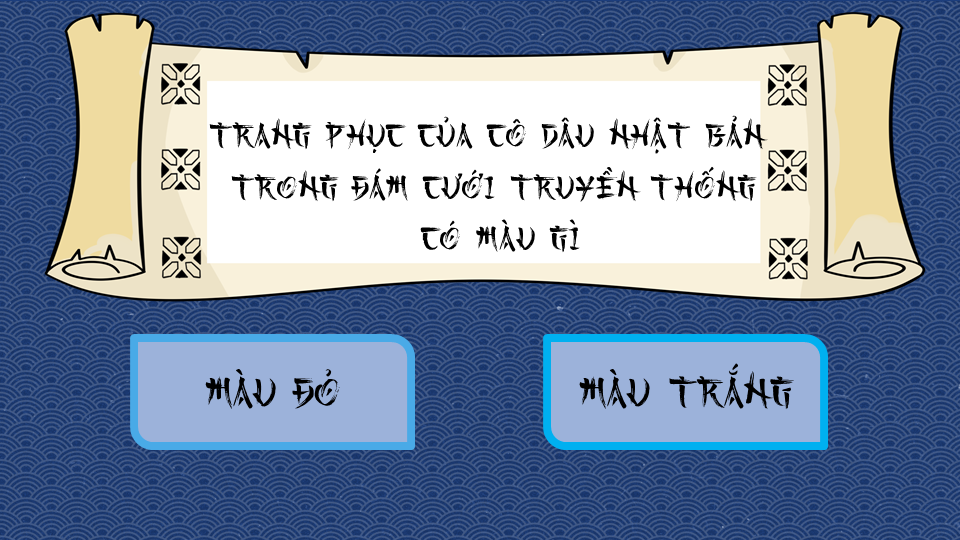 TRANG PHỤC CỦA CÔ DÂU NHẬT BẢN
TRONG ĐÁM CƯỚI TRUYỀN THỐNG
CÓ MÀU GÌ
MÀU ĐỎ
MÀU TRẮNG